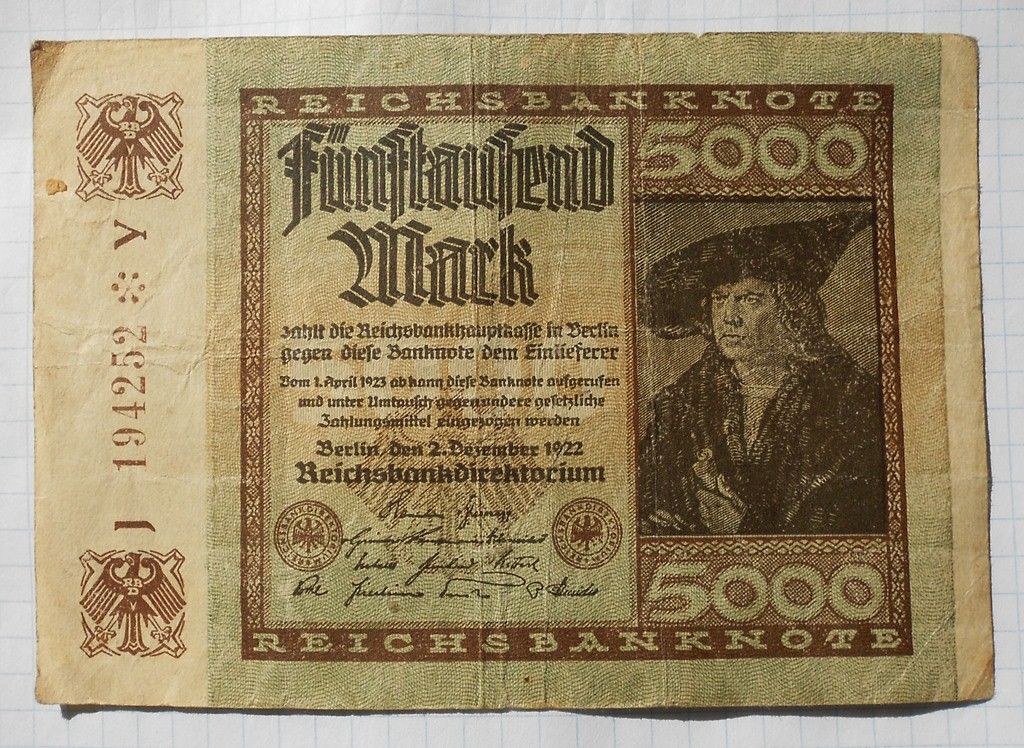 REICHSBANKNOTE
5000
Fünftausend
Mark
zahlt die Reichsbankhauptkasse in Berlin
gegen diese Banknote dem Einlieferer
Vom 1. April 1923 ab kann diese Banknote aufgerufen
und unter Umtausch gegen andere gesetzliche
Zahlungsmittel eingezogen werden
Berlin, den 2. Dezember 1922
Reichsbankdirektorium
5000
REICHSBANKNOTE
J 194252 ※ Y
RBD
RBD